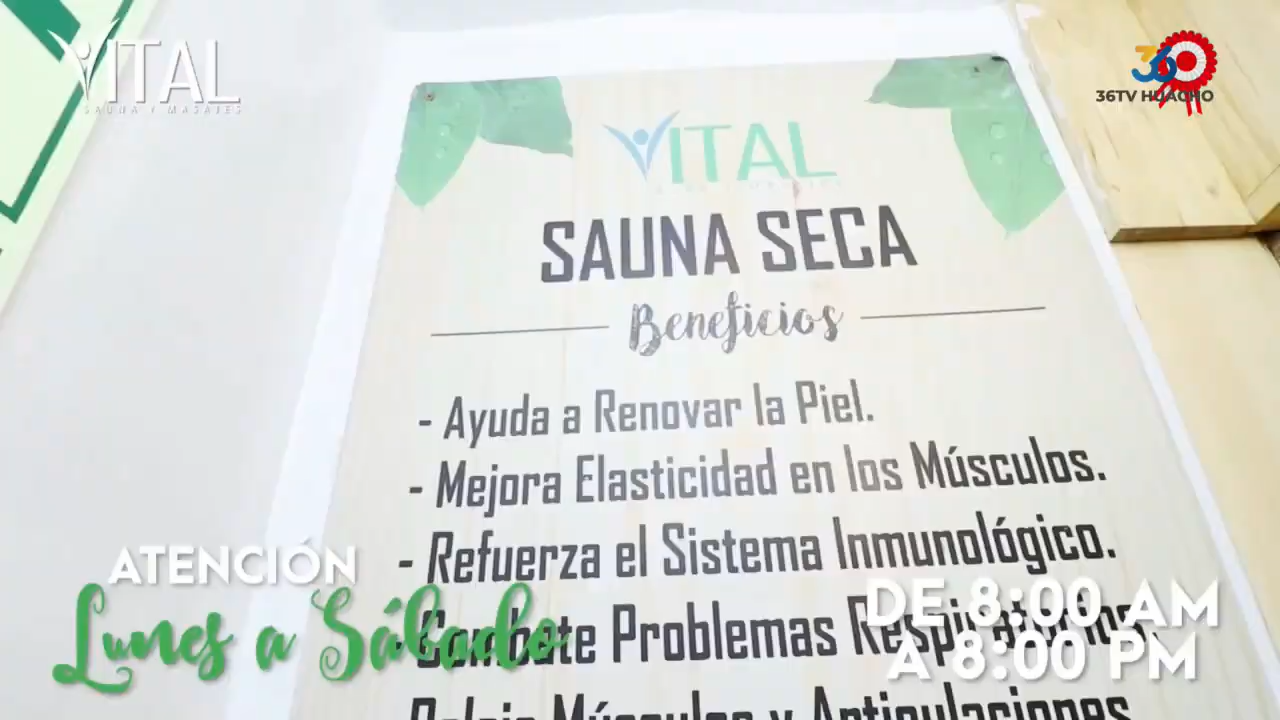 VITAL
SAUNA Y MASAJES
36
36TV HUACHO
VITAL
SAUNA SECA
Beneficios
- Ayuda a Renovar la Piel.
- Mejora Elasticidad en los Músculos.
- Refuerza el Sistema Inmunológico.
- Combate Problemas Respiratorios.
Músculos y Articulaciones
ATENCIÓN
Lunes a Sábado
DE 8:00 AM
A 8:00 PM